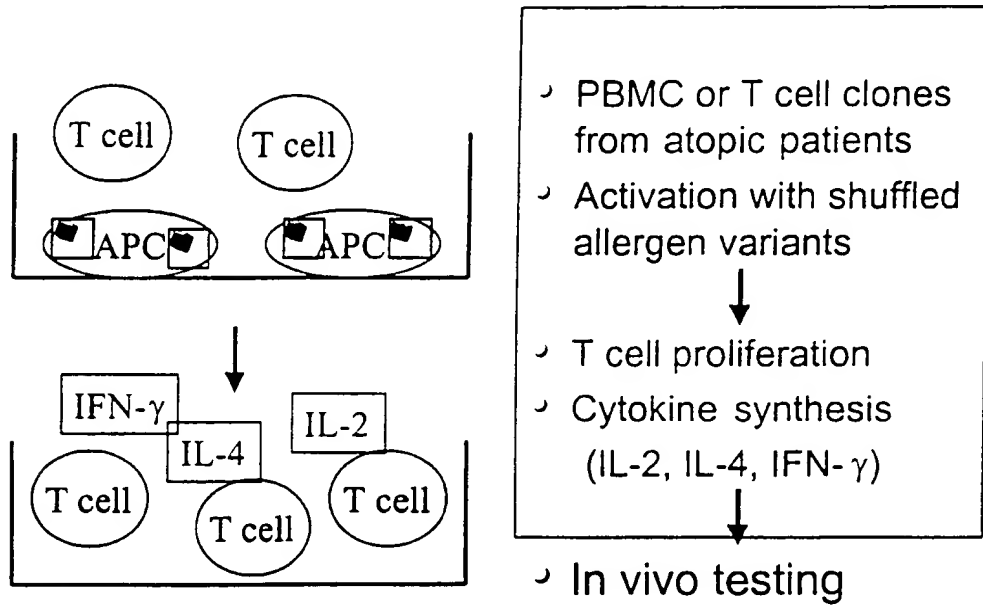 T cell
T cell
APC
APC
IFN-γ
IL-4
IL-2
T cell
T cell
T cell
PBMC or T cell clones
from atopic patients
Activation with shuffled
allergen variants
T cell proliferation
Cytokine synthesis
(IL-2, IL-4, IFN- γ)
In vivo testing